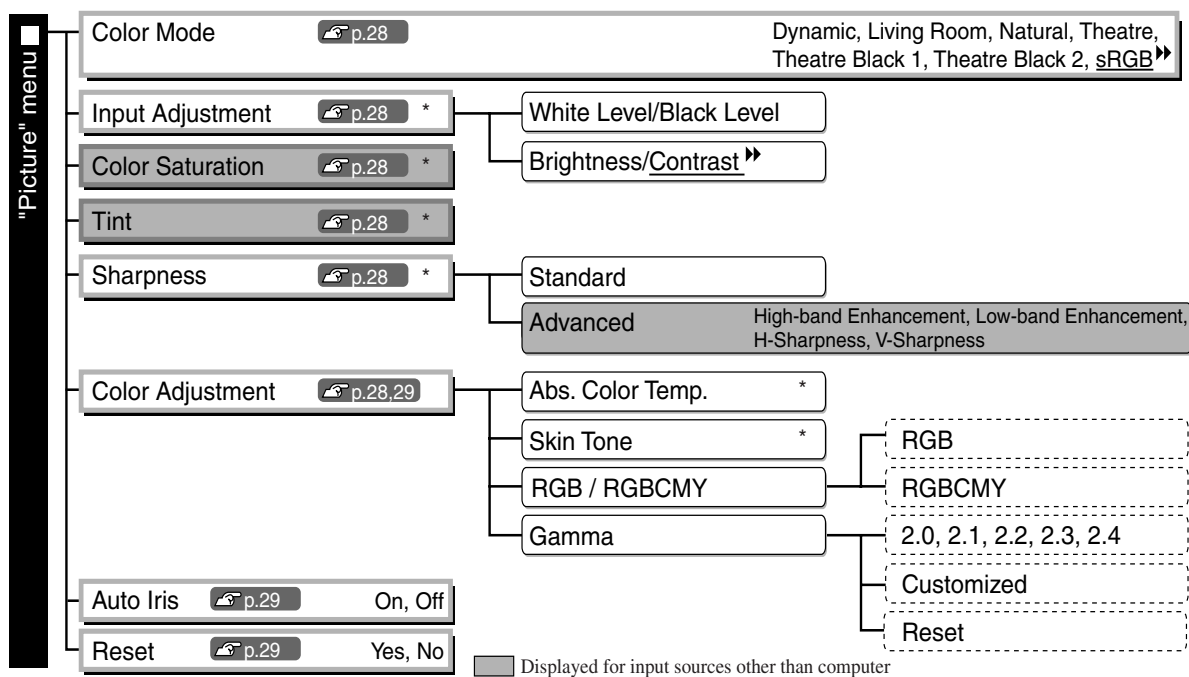 "Picture" menu
Color Mode p.28 Dynamic, Living Room, Natural, Theatre,
Theatre Black 1, Theatre Black 2, sRGB
Input Adjustment p.28 * White Level/Black Level
Brightness/Contrast
Color Saturation p.28 *
Tint p.28 *
Sharpness p.28 * Standard
Advanced High-band Enhancement, Low-band Enhancement,
H-Sharpness, V-Sharpness
Color Adjustment p.28,29 Abs. Color Temp. *
Skin Tone * RGB
RGB / RGBCMY RGBCMY
Gamma 2.0, 2.1, 2.2, 2.3, 2.4
Customized
Auto Iris p.29 On, Off
Reset
Reset p.29 Yes, No
Displayed for input sources other than computer